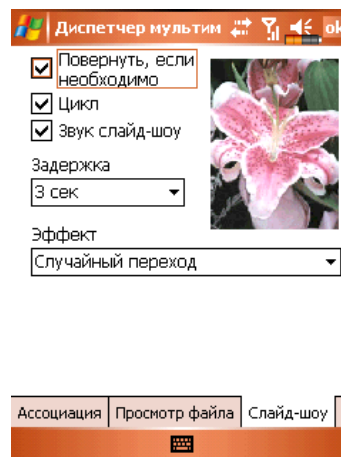 Диспетчер мультим ok
Повернуть, если
необходимо
Цикл
Звук слайд-шоу
Задержка
3 сек
Эффект
Случайный переход
Ассоциация Просмотр файла Слайд-шоу